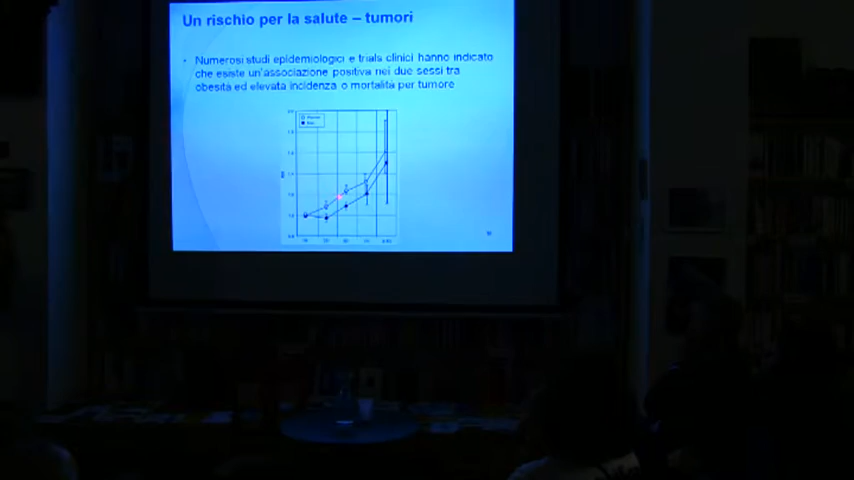 Un rischio per la salute – tumori
• Numerosi studi epidemiologici e trials clinici hanno indicato
che esiste un'associazione positiva nei due sessi tra
obesità ed elevata incidenza o mortalità per tumore